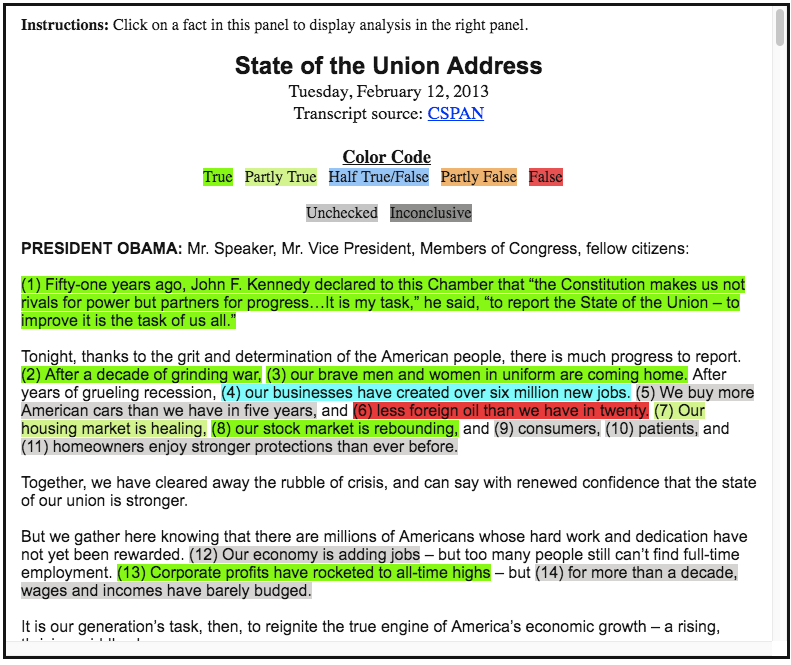 Instructions: Click on a fact in this panel to display analysis in the right panel.
State of the Union Address
Tuesday, February 12, 2013
Transcript source: CSPAN
Color Code
True Partly True Half True/False Partly False False
Unchecked Inconclusive
PRESIDENT OBAMA: Mr. Speaker, Mr. Vice President, Members of Congress, fellow citizens:
(1) Fifty-one years ago, John F. Kennedy declared to this Chamber that “the Constitution makes us not
rivals for power but partners for progress…It is my task,” he said, “to report the State of the Union – to
improve it is the task of us all.”
Tonight, thanks to the grit and determination of the American people, there is much progress to report.
(2) After a decade of grinding war, (3) our brave men and women in uniform are coming home. After
years of grueling recession, (4) our businesses have created over six million new jobs. (5) We buy more
American cars than we have in five years, and (6) less foreign oil than we have in twenty. (7) Our
housing market is healing, (8) our stock market is rebounding, and (9) consumers, (10) patients, and
(11) homeowners enjoy stronger protections than ever before.
Together, we have cleared away the rubble of crisis, and can say with renewed confidence that the state
of our union is stronger.
But we gather here knowing that there are millions of Americans whose hard work and dedication have
not yet been rewarded. (12) Our economy is adding jobs – but too many people still can’t find full-time
employment. (13) Corporate profits have rocketed to all-time highs – but (14) for more than a decade,
wages and incomes have barely budged.
It is our generation’s task, then, to reignite the true engine of America’s economic growth – a rising,